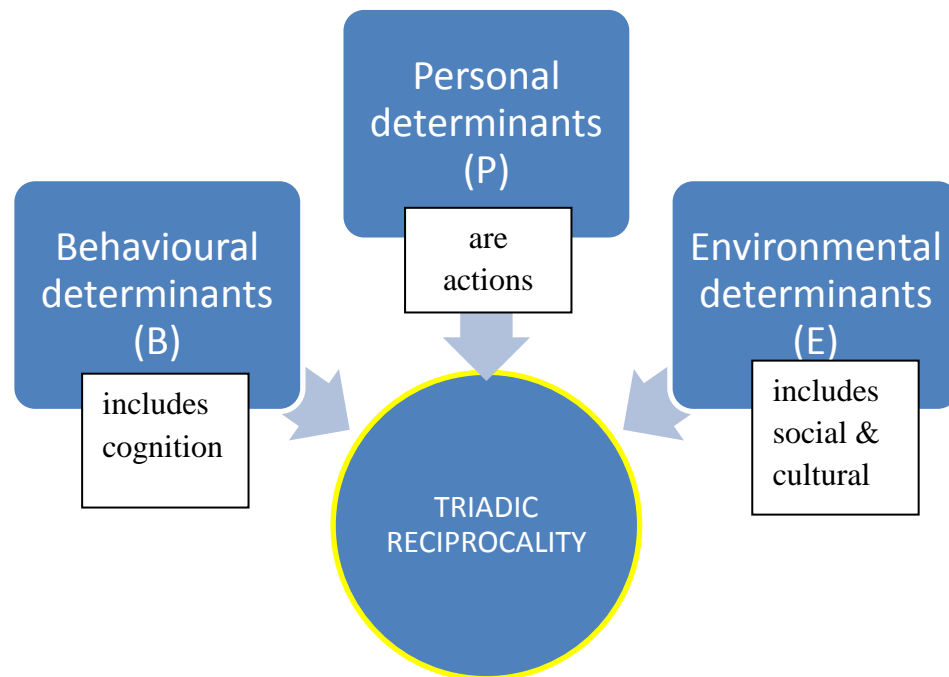 Personal
determinants
(P)
are
actions
Behavioural
determinants
(B)
includes
cognition
Environmental
determinants
(E)
includes
social &
cultural
TRIADIC
RECIPROCALITY